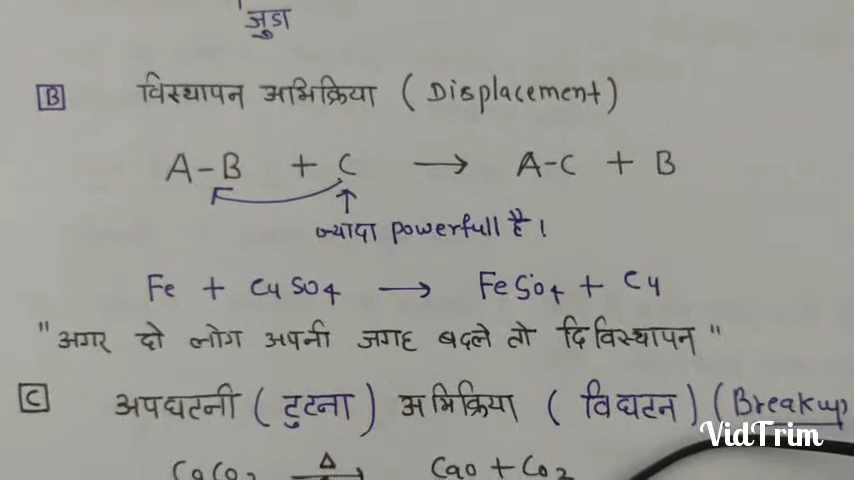 जुडा
B विस्थापन अभिक्रिया ( Displacement )
A-B + C → A-C + B
ज्यादा powerfull है।
Fe + CuSO4 → FeSO4 + Cu
" अगर दो लोग अपनी जगह बदले तो द्विविस्थापन "
C अपघटनी ( टुटना ) अभिक्रिया ( विघटन ) ( Breakup
VidTrim
CaCO3 Δ→ CaO + CO2